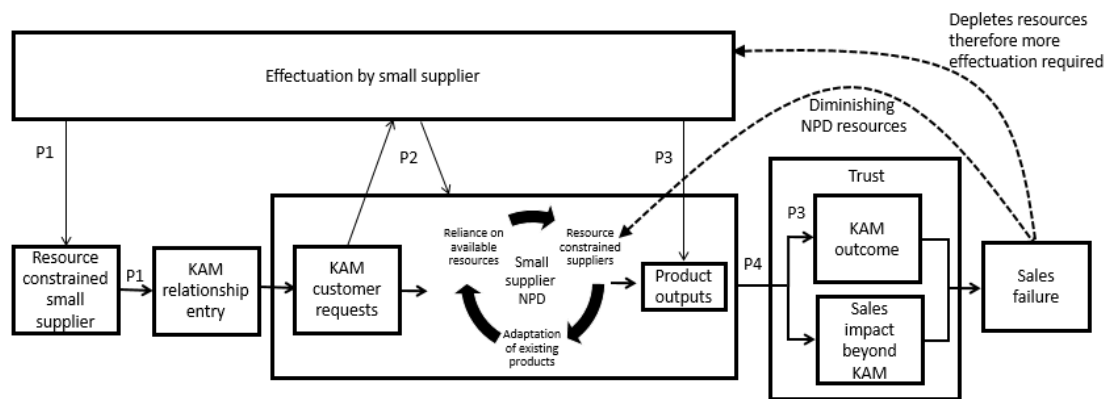 Depletes resources
therefore more
effectuation required
Effectuation by small supplier
Diminishing
NPD resources
P1
P2
P3
Trust
Reliance on
available
resources
Resource
constrained
suppliers
P3
KAM
outcome
Resource
constrained
small
supplier
P1
KAM
relationship
entry
KAM
customer
requests
Small
supplier
NPD
Product
outputs
P4
Sales
failure
Adaptation
of existing
products
Sales
impact
beyond
KAM